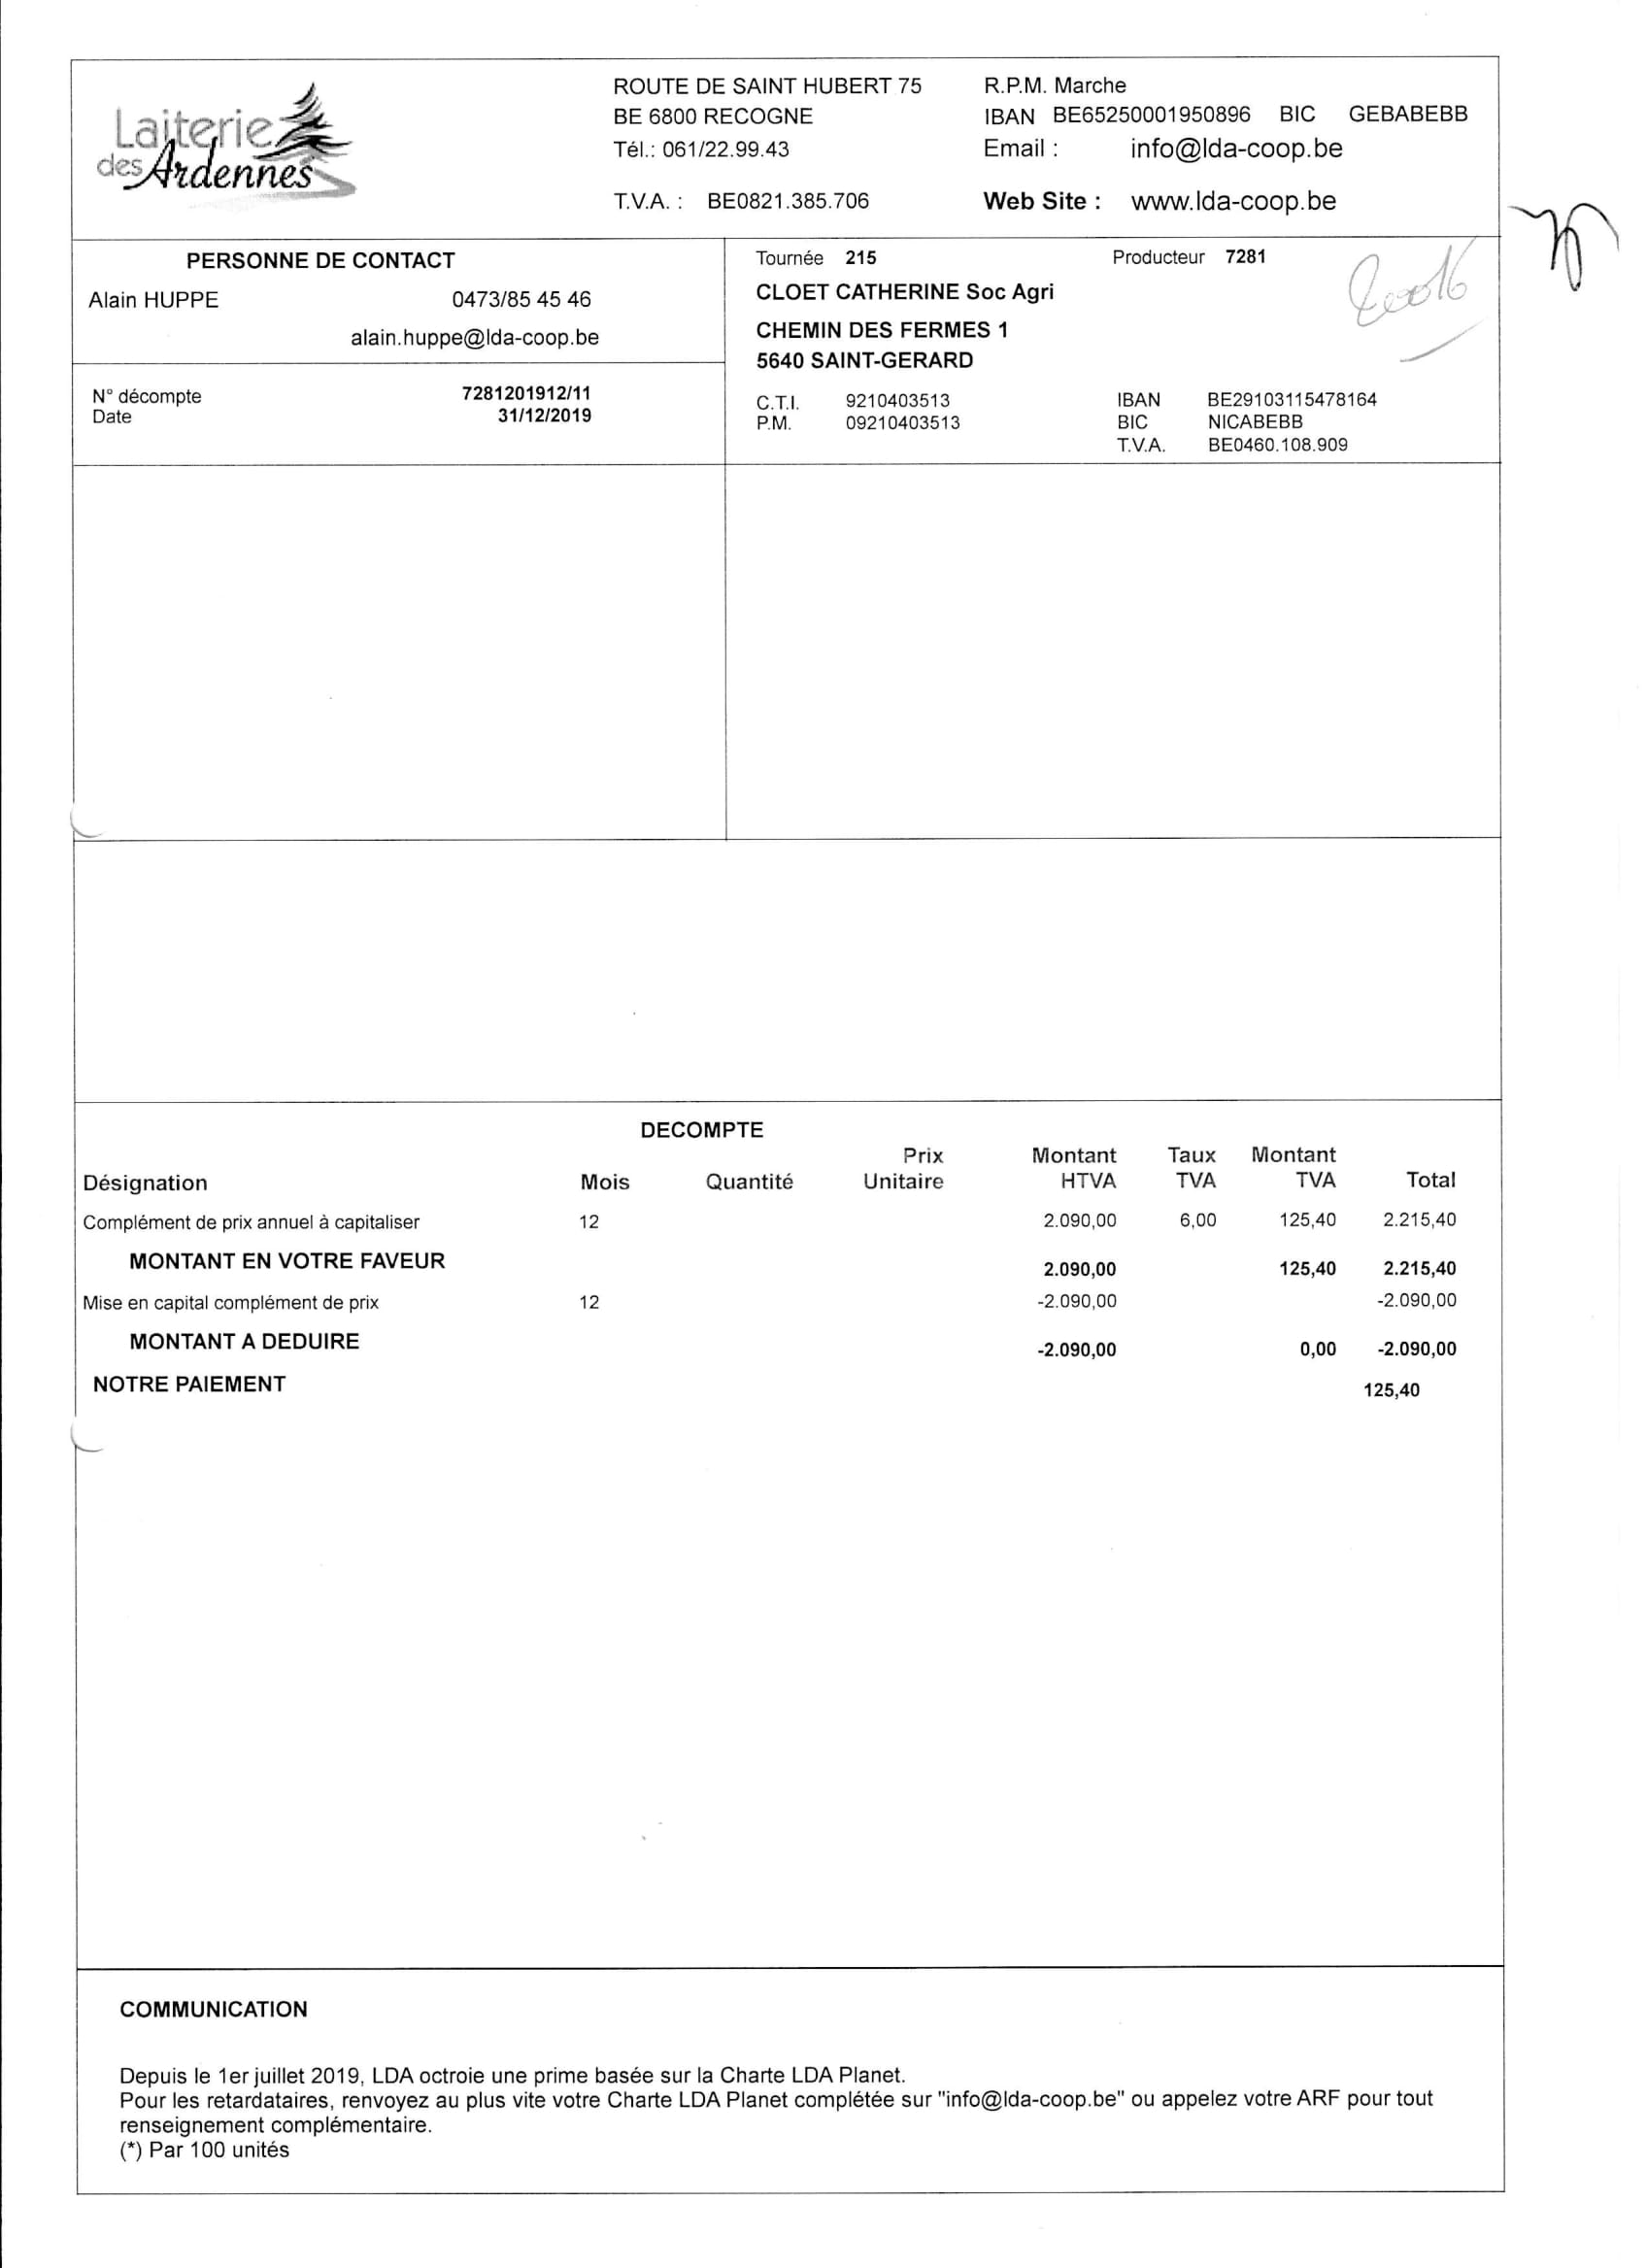 Laiterie
des Ardennes
ROUTE DE SAINT HUBERT 75
BE 6800 RECOGNE
Tél.: 061/22.99.43
T.V.A. : BE0821.385.706
R.P.M. Marche
IBAN BE65250001950896 BIC GEBABEBB
Email : info@lda-coop.be
Web Site : www.lda-coop.be
PERSONNE DE CONTACT
Alain HUPPE 0473/85 45 46
alain.huppe@lda-coop.be
N° décompte 7281201912/11
Date 31/12/2019
Tournée 215 Producteur 7281
CLOET CATHERINE Soc Agri
CHEMIN DES FERMES 1
5640 SAINT-GERARD
C.T.I. 9210403513 IBAN BE29103115478164
P.M. 09210403513 BIC NICABEBB
T.V.A. BE0460.108.909
DECOMPTE
Prix Montant Taux Montant
Désignation Mois Quantité Unitaire HTVA TVA TVA Total
Complément de prix annuel à capitaliser 12 2.090,00 6,00 125,40 2.215,40
MONTANT EN VOTRE FAVEUR 2.090,00 125,40 2.215,40
Mise en capital complément de prix 12 -2.090,00 -2.090,00
MONTANT A DEDUIRE -2.090,00 0,00 -2.090,00
NOTRE PAIEMENT 125,40
COMMUNICATION
Depuis le 1er juillet 2019, LDA octroie une prime basée sur la Charte LDA Planet.
Pour les retardataires, renvoyez au plus vite votre Charte LDA Planet complétée sur "info@lda-coop.be" ou appelez votre ARF pour tout
renseignement complémentaire.
(*) Par 100 unités